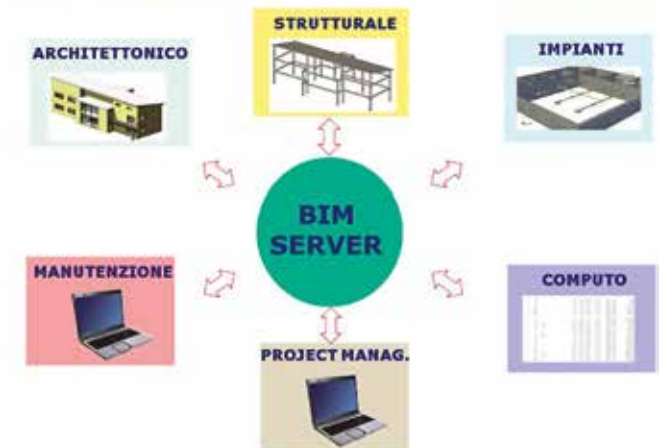 STRUTTURALE
ARCHITETTONICO
IMPIANTI
BIM
SERVER
MANUTENZIONE
COMPUTO
PROJECT MANAG.